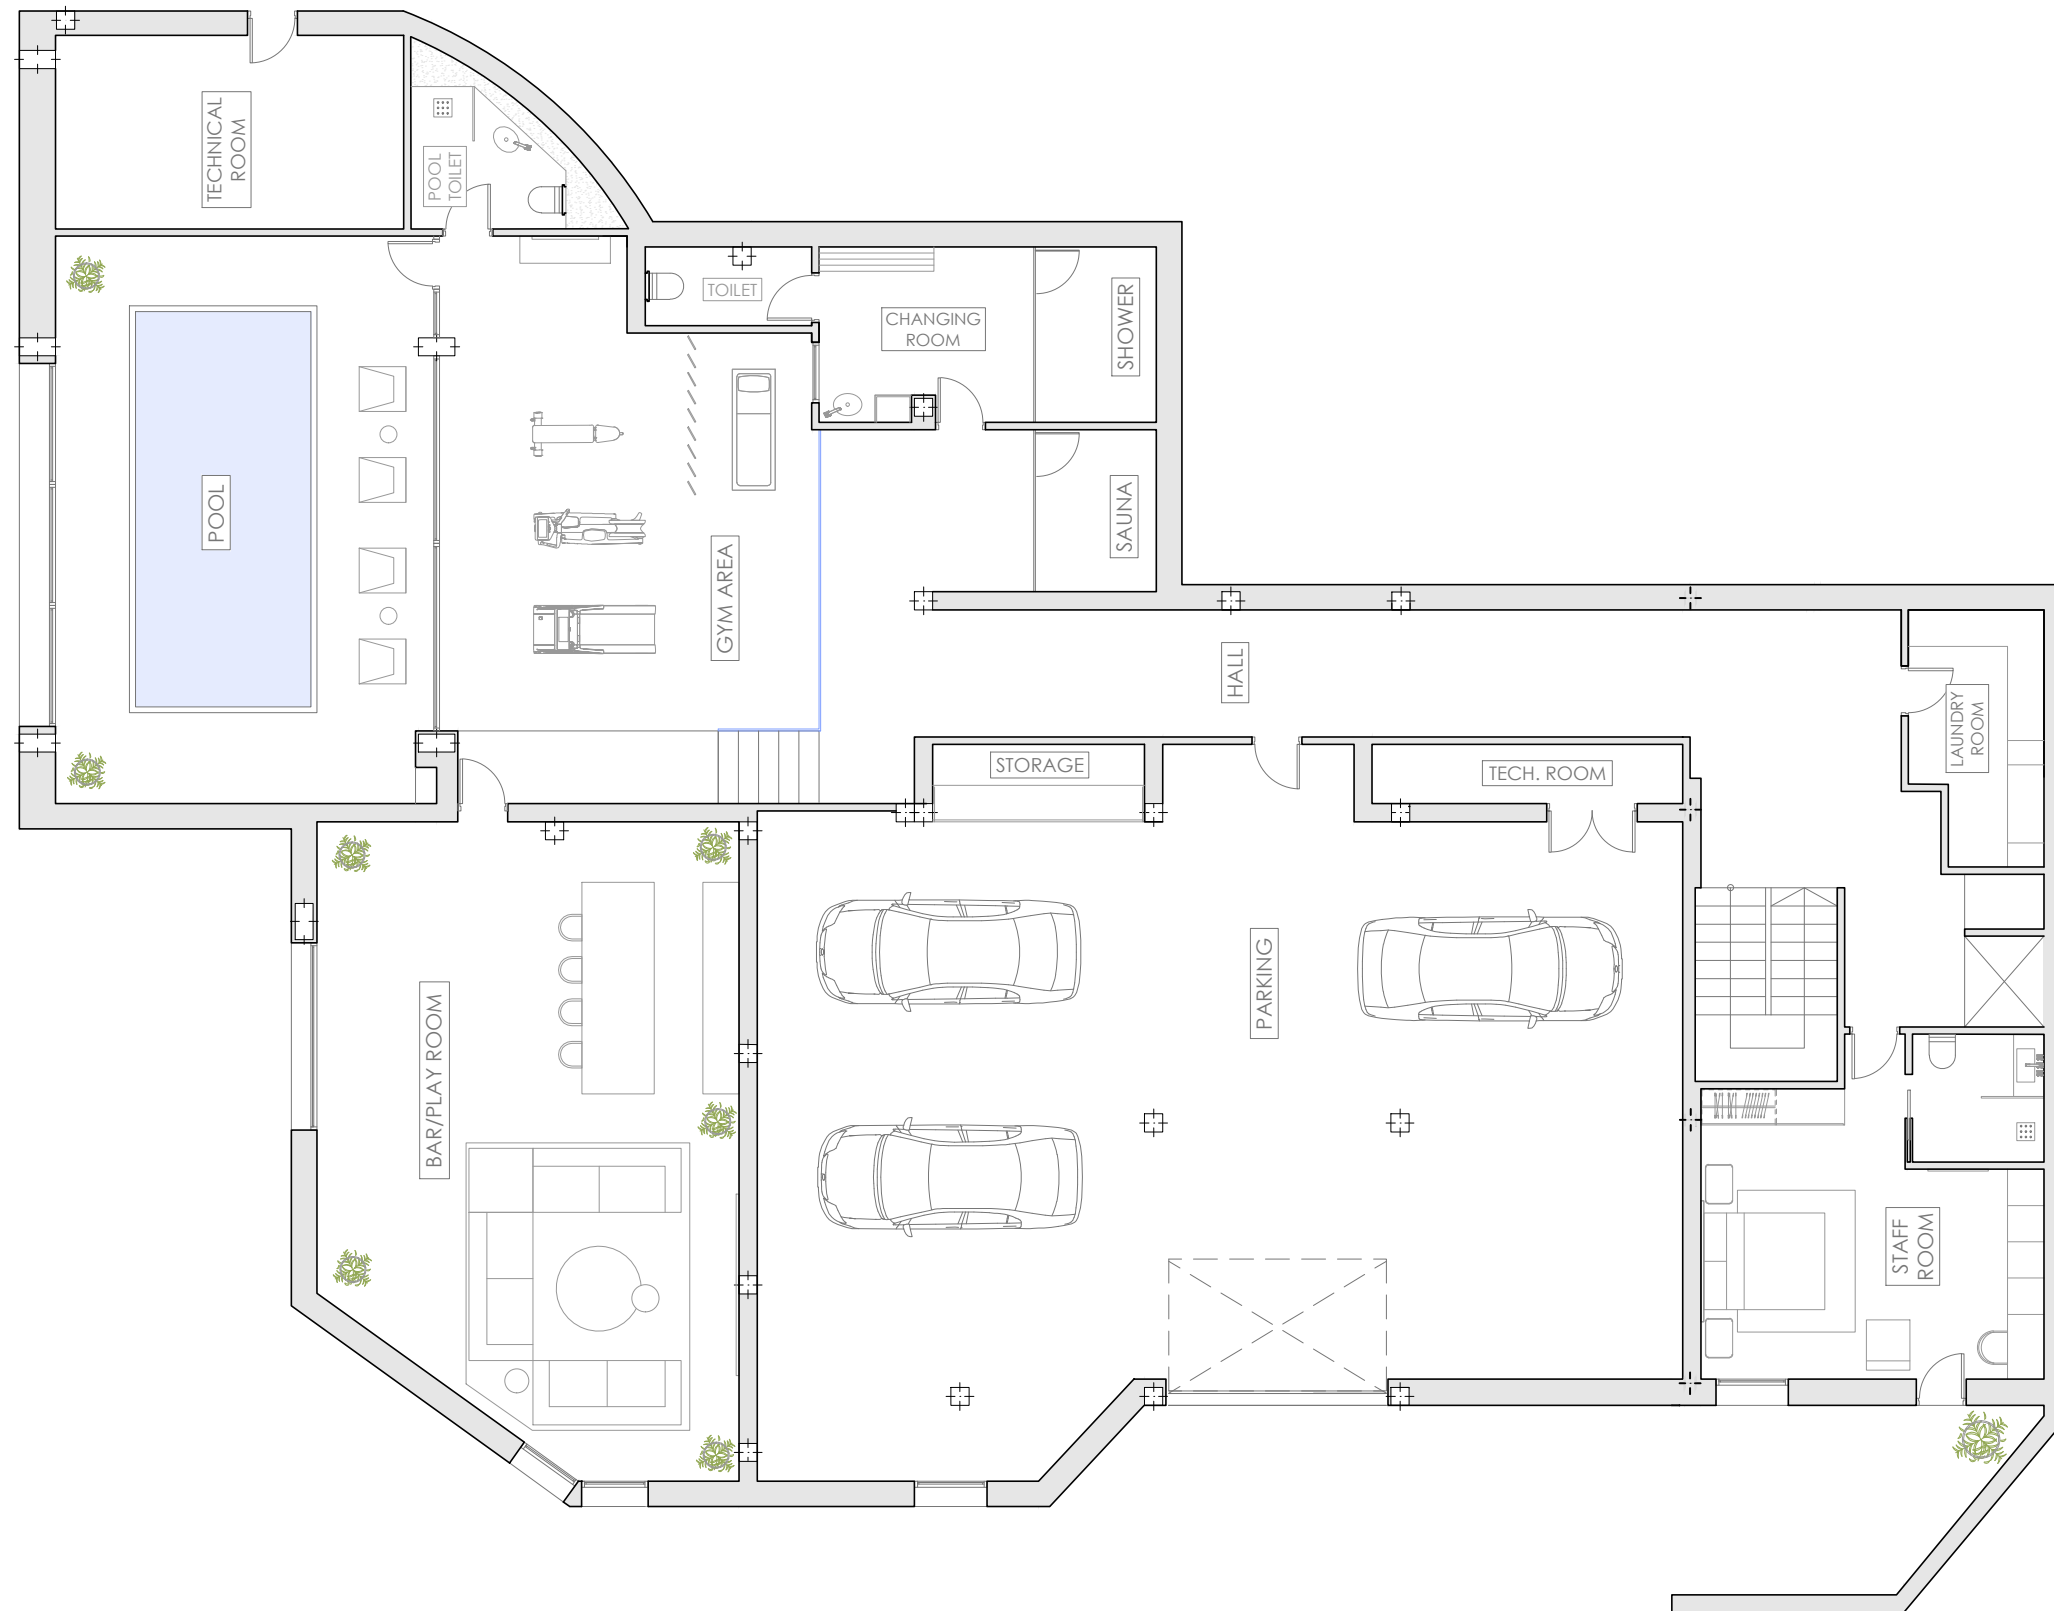 TECHNICAL
ROOM
POOL
TOILET
TOILET
CHANGING
ROOM
SHOWER
POOL
SAUNA
GYM AREA
HALL
LAUNDRY
ROOM
STORAGE
TECH. ROOM
BAR/PLAY ROOM
PARKING
STAFF
ROOM